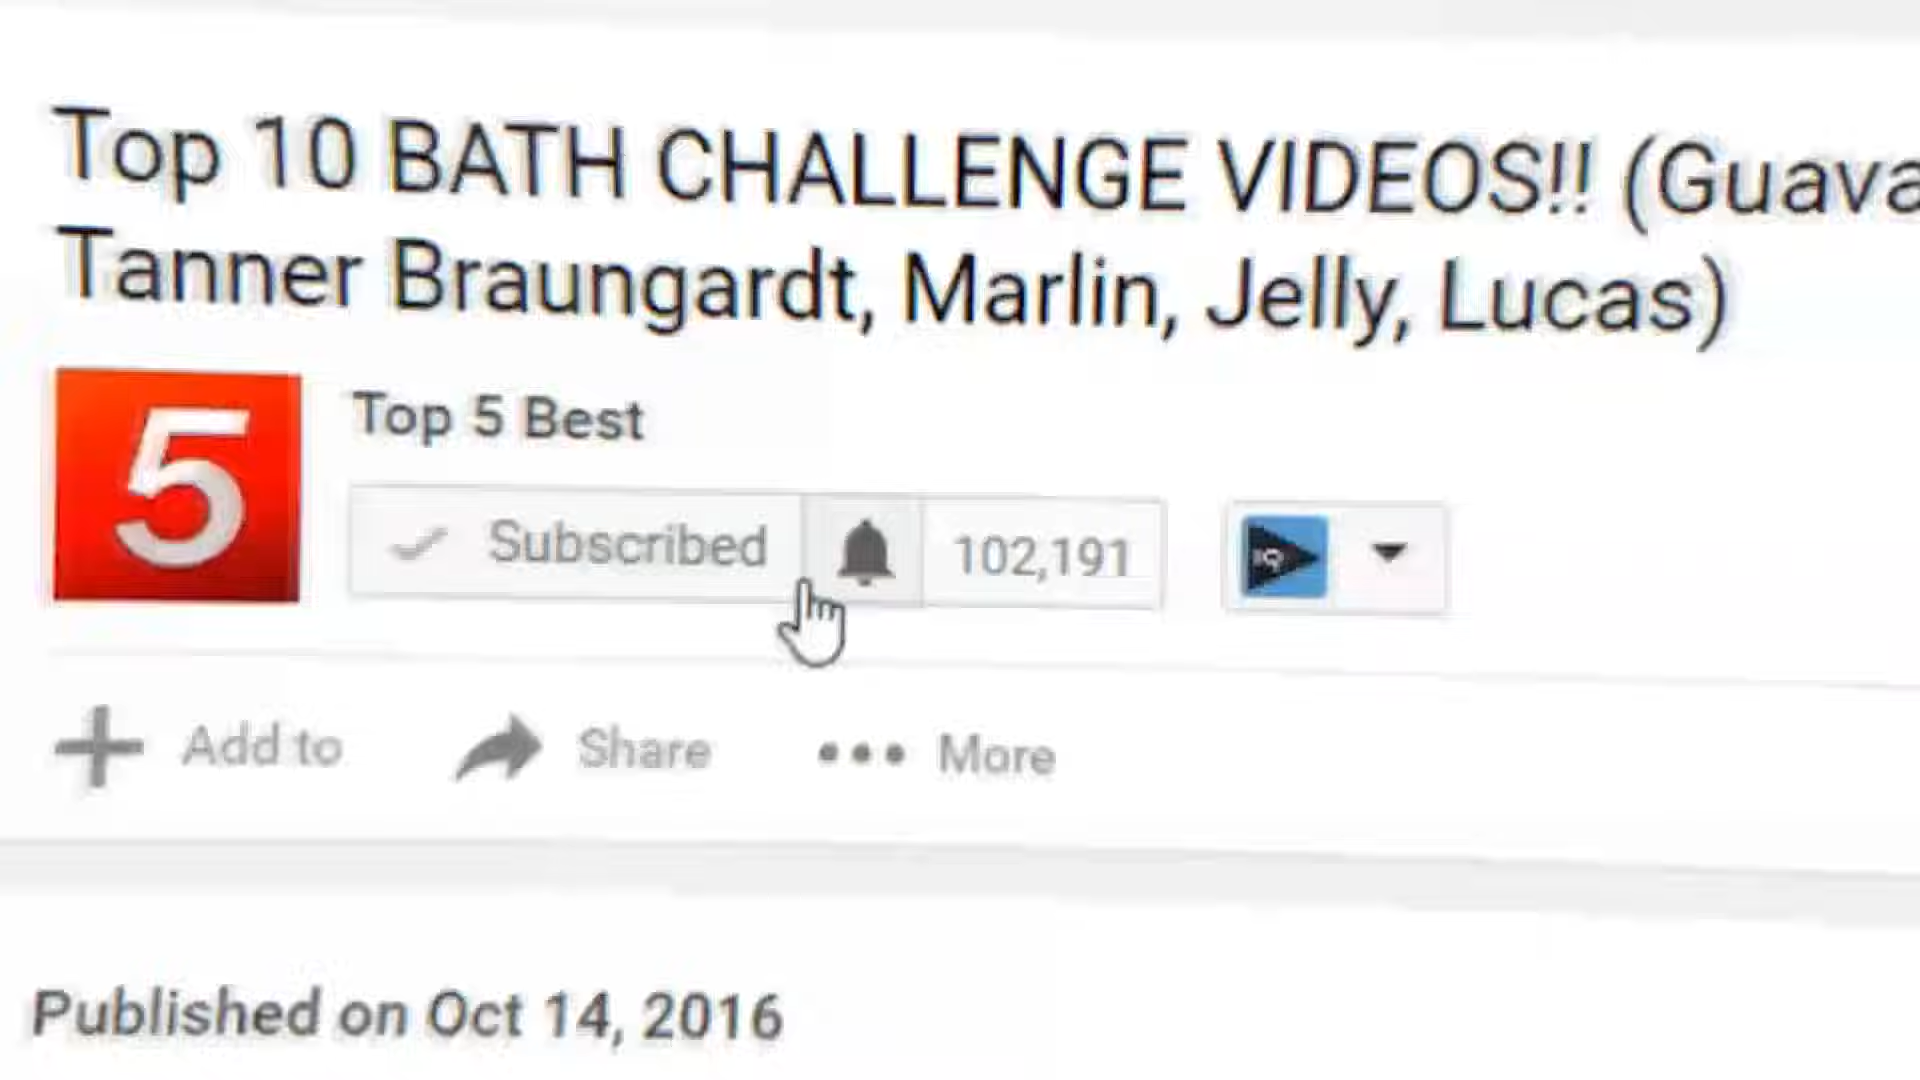 Top 10 BATH CHALLENGE VIDEOS!! (Guava
Tanner Braungardt, Marlin, Jelly, Lucas)
5
Top 5 Best
Subscribed
102,191
IQ
Add to
Share
More
Published on Oct 14, 2016